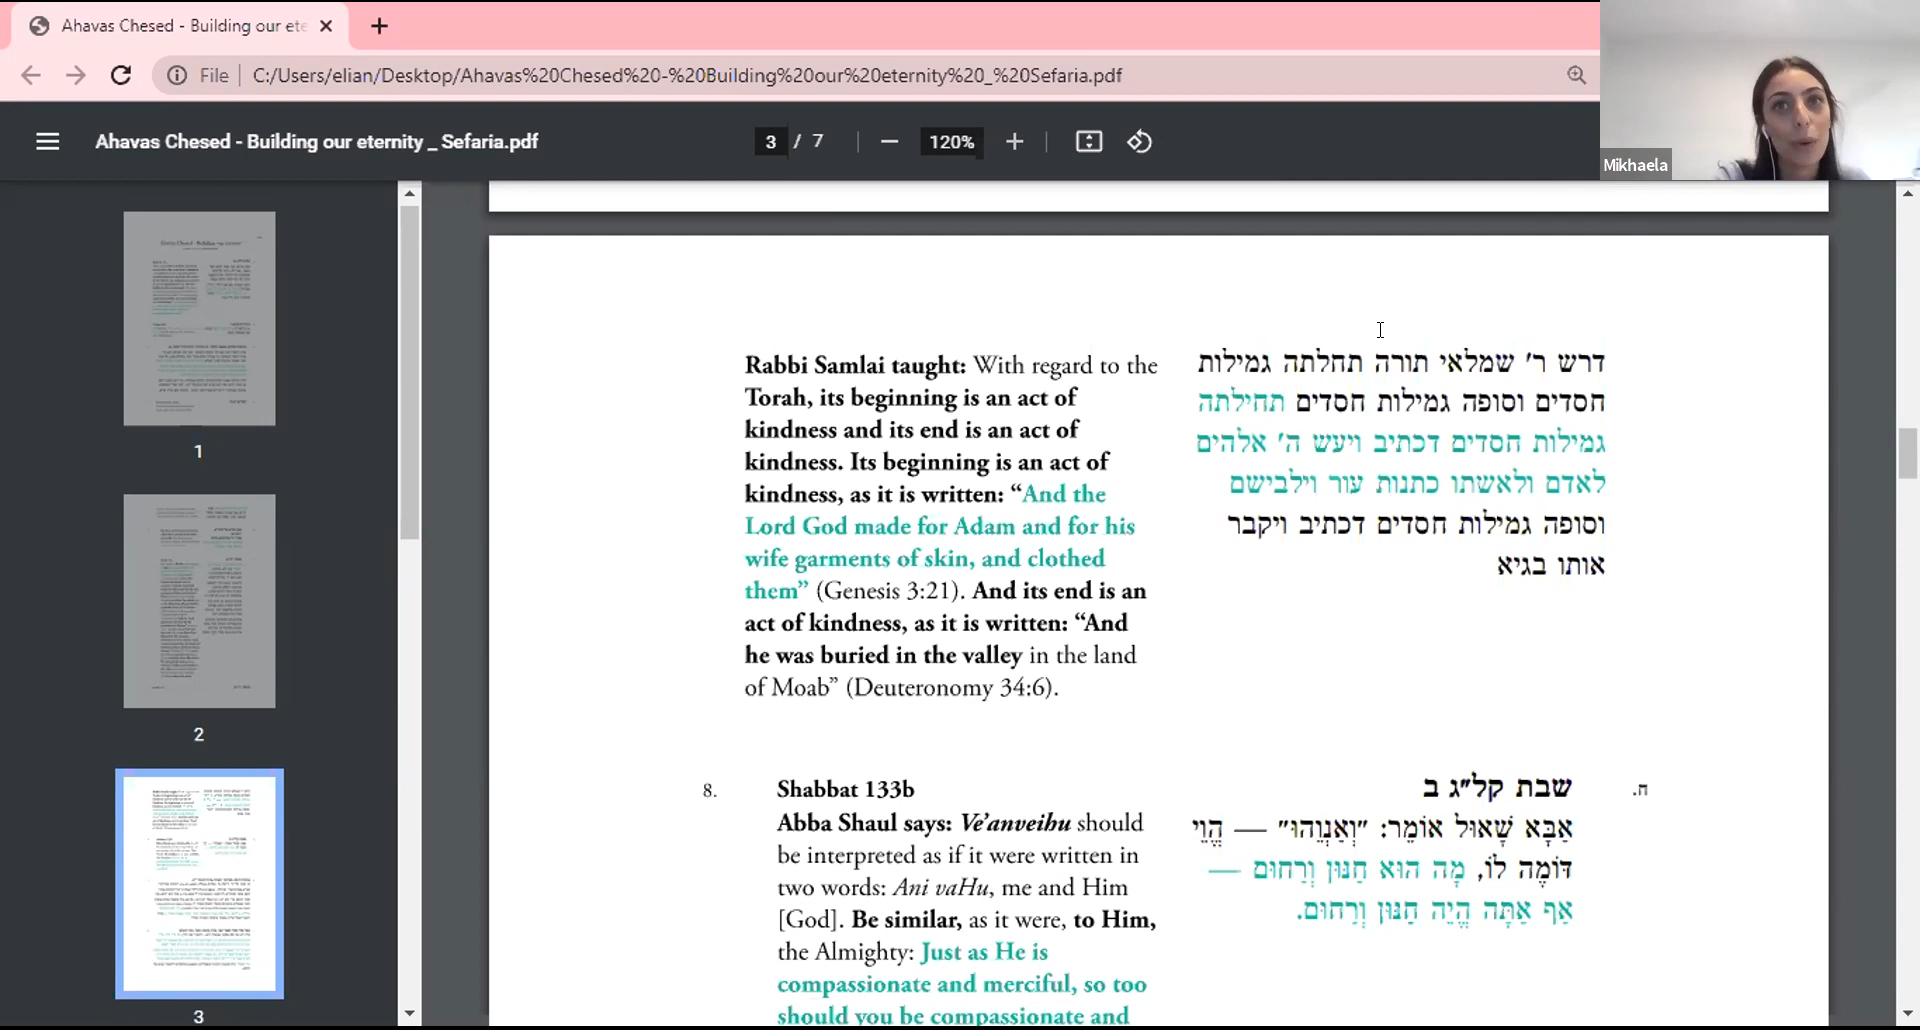 Ahavas Chesed - Building our ete
File
C:/Users/elian/Desktop/Ahavas%20Chesed%20-%20Building%20our%20eternity%20_%20Sefaria.pdf
Mikhaela
Ahavas Chesed - Building our eternity _ Sefaria.pdf
3 / 7
120%
1
2
3
Rabbi Samlai taught: With regard to the
Torah, its beginning is an act of
kindness and its end is an act of
kindness. Its beginning is an act of
kindness, as it is written: “And the
Lord God made for Adam and for his
wife garments of skin, and clothed
them” (Genesis 3:21). And its end is an
act of kindness, as it is written: “And
he was buried in the valley in the land
of Moab” (Deuteronomy 34:6).
דרש ר׳ שמלאי תורה תחלתה גמילות
חסדים וסופה גמילות חסדים תחילתה
גמילות חסדים דכתיב ויעש ה׳ אלהים
לאדם ולאשתו כתנות עור וילבישם
וסופה גמילות חסדים דכתיב ויקבר
אותו בגיא
8.
Shabbat 133b
Abba Shaul says: Ve’anveihu should
be interpreted as if it were written in
two words: Ani vaHu, me and Him
[God]. Be similar, as it were, to Him,
the Almighty: Just as He is
compassionate and merciful, so too
should you be compassionate and
ח.
שבת קל״ג ב
אַבָּא שָׁאוּל אוֹמֵר: ״וְאַנְוֵהוּ״ — הֱוֵי
דּוֹמֶה לוֹ, מָה הוּא חַנּוּן וְרַחוּם —
אַף אַתָּה הֱיֵה חַנּוּן וְרַחוּם.